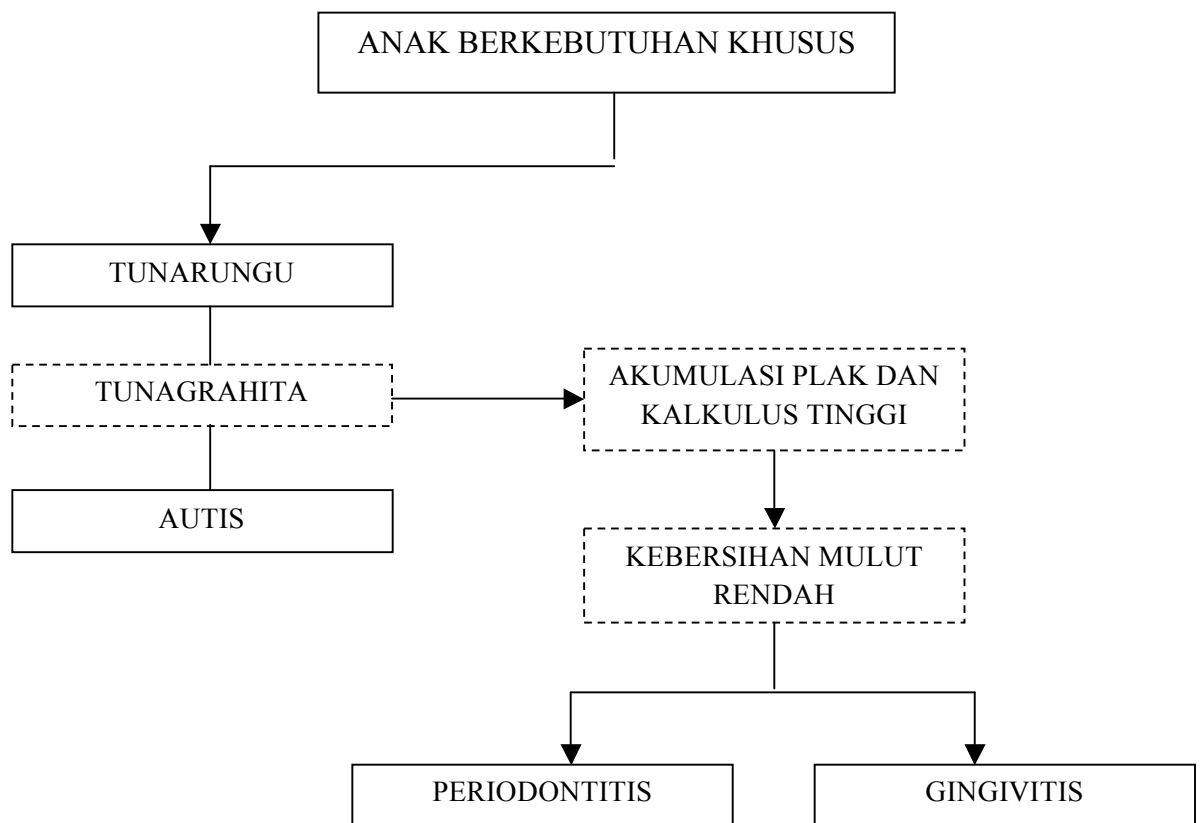 ANAK BERKEBUTUHAN KHUSUS
TUNARUNGU
TUNAGRAHITA
AUTIS
AKUMULASI PLAK DAN
KALKULUS TINGGI
KEBERSIHAN MULUT
RENDAH
PERIODONTITIS
GINGIVITIS